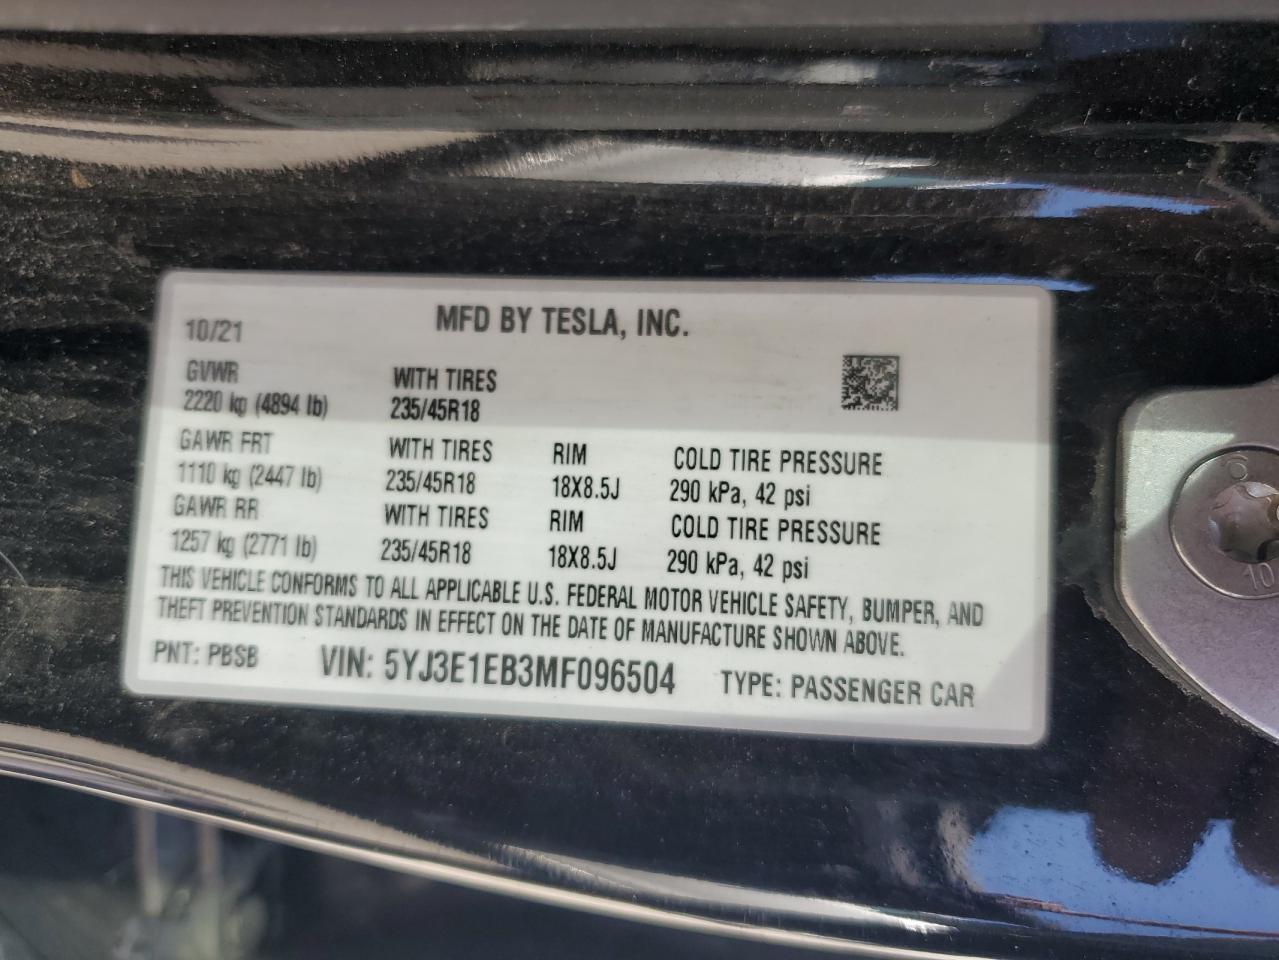 MFD BY TESLA, INC.
10/21
GVWR WITH TIRES
2220 kg (4894 lb) 235/45R18
GAWR FRT WITH TIRES RIM COLD TIRE PRESSURE
1110 kg (2447 lb) 235/45R18 18X8.5J 290 kPa, 42 psi
GAWR RR WITH TIRES RIM COLD TIRE PRESSURE
1257 kg (2771 lb) 235/45R18 18X8.5J 290 kPa, 42 psi
THIS VEHICLE CONFORMS TO ALL APPLICABLE U.S. FEDERAL MOTOR VEHICLE SAFETY, BUMPER, AND
THEFT PREVENTION STANDARDS IN EFFECT ON THE DATE OF MANUFACTURE SHOWN ABOVE.
PNT: PBSB VIN: 5YJ3E1EB3MF096504 TYPE: PASSENGER CAR
10